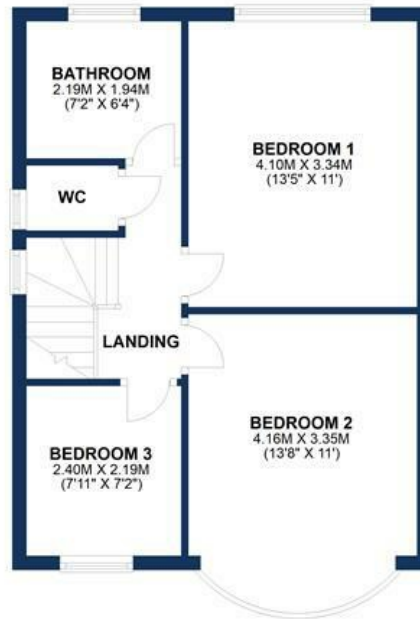 BATHROOM
2.19M X 1.94M
(7'2" X 6'4")
BEDROOM 1
4.10M X 3.34M
(13'5" X 11')
WC
LANDING
BEDROOM 2
4.16M X 3.35M
(13'8" X 11')
BEDROOM 3
2.40M X 2.19M
(7'11" X 7'2")